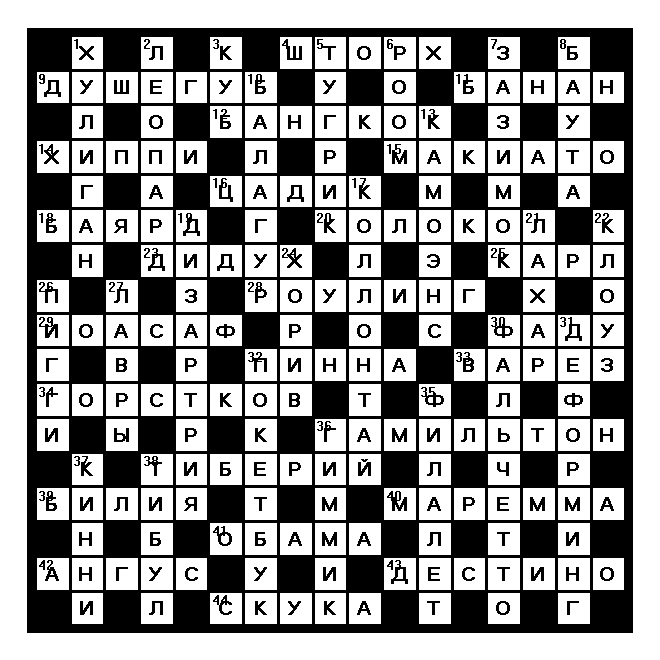 1Х 2Л 3К 4Ш 5Т О 6Р Х 7З 8Б
9Д У Ш Е Г У 10Б У О 11Б А Н А Н
Л О 12Б А Н Г К О 13К З У
14Х И П П И Л Р 15М А К И А Т О
Г А 16Ц А Д И 17К М М А
18Б А Я Р 19Д Г 20К О Л О К О 21Л 22К
Н 23Д И Д У 24Х Л Э 25К А Р Л
26П 27Л З 28Р О У Л И Н Г Х О
29И О А С А Ф Р О С 30Ф А 31Д У
Г В Р 32П И Н Н А 33В А Р Е З
34Г О Р С Т К О В Т 35Ф Л Ф
И Ы Р К 36Г А М И Л Ь Т О Н
37К 38Т И Б Е Р И Й Л Ч Р
39Б И Л И Я Т М 40М А Р Е М М А
Н Б 41О Б А М А Л Т И
42А Н Г У С У И 43Д Е С Т И Н О
И Л 44С К У К А Т О Г